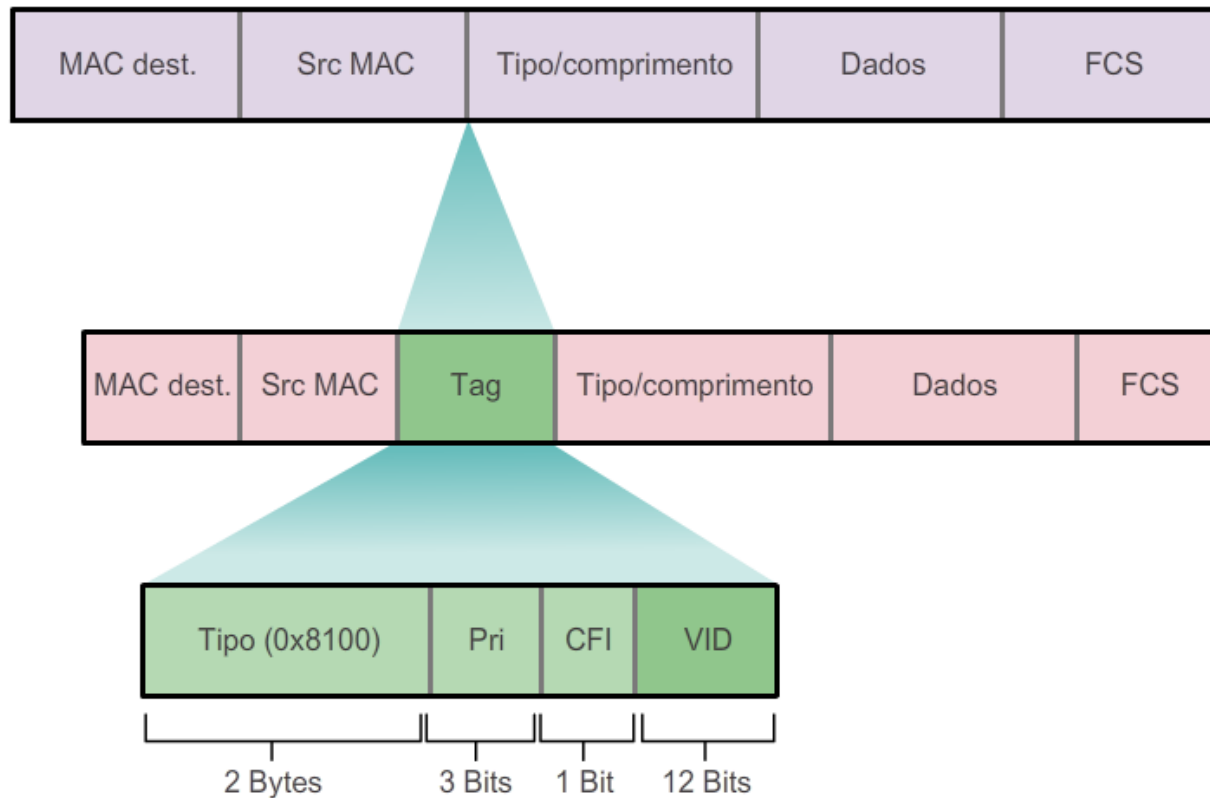 MAC dest. Src MAC Tipo/comprimento Dados FCS
MAC dest. Src MAC Tag Tipo/comprimento Dados FCS
Tipo (0x8100) Pri CFI VID
2 Bytes 3 Bits 1 Bit 12 Bits